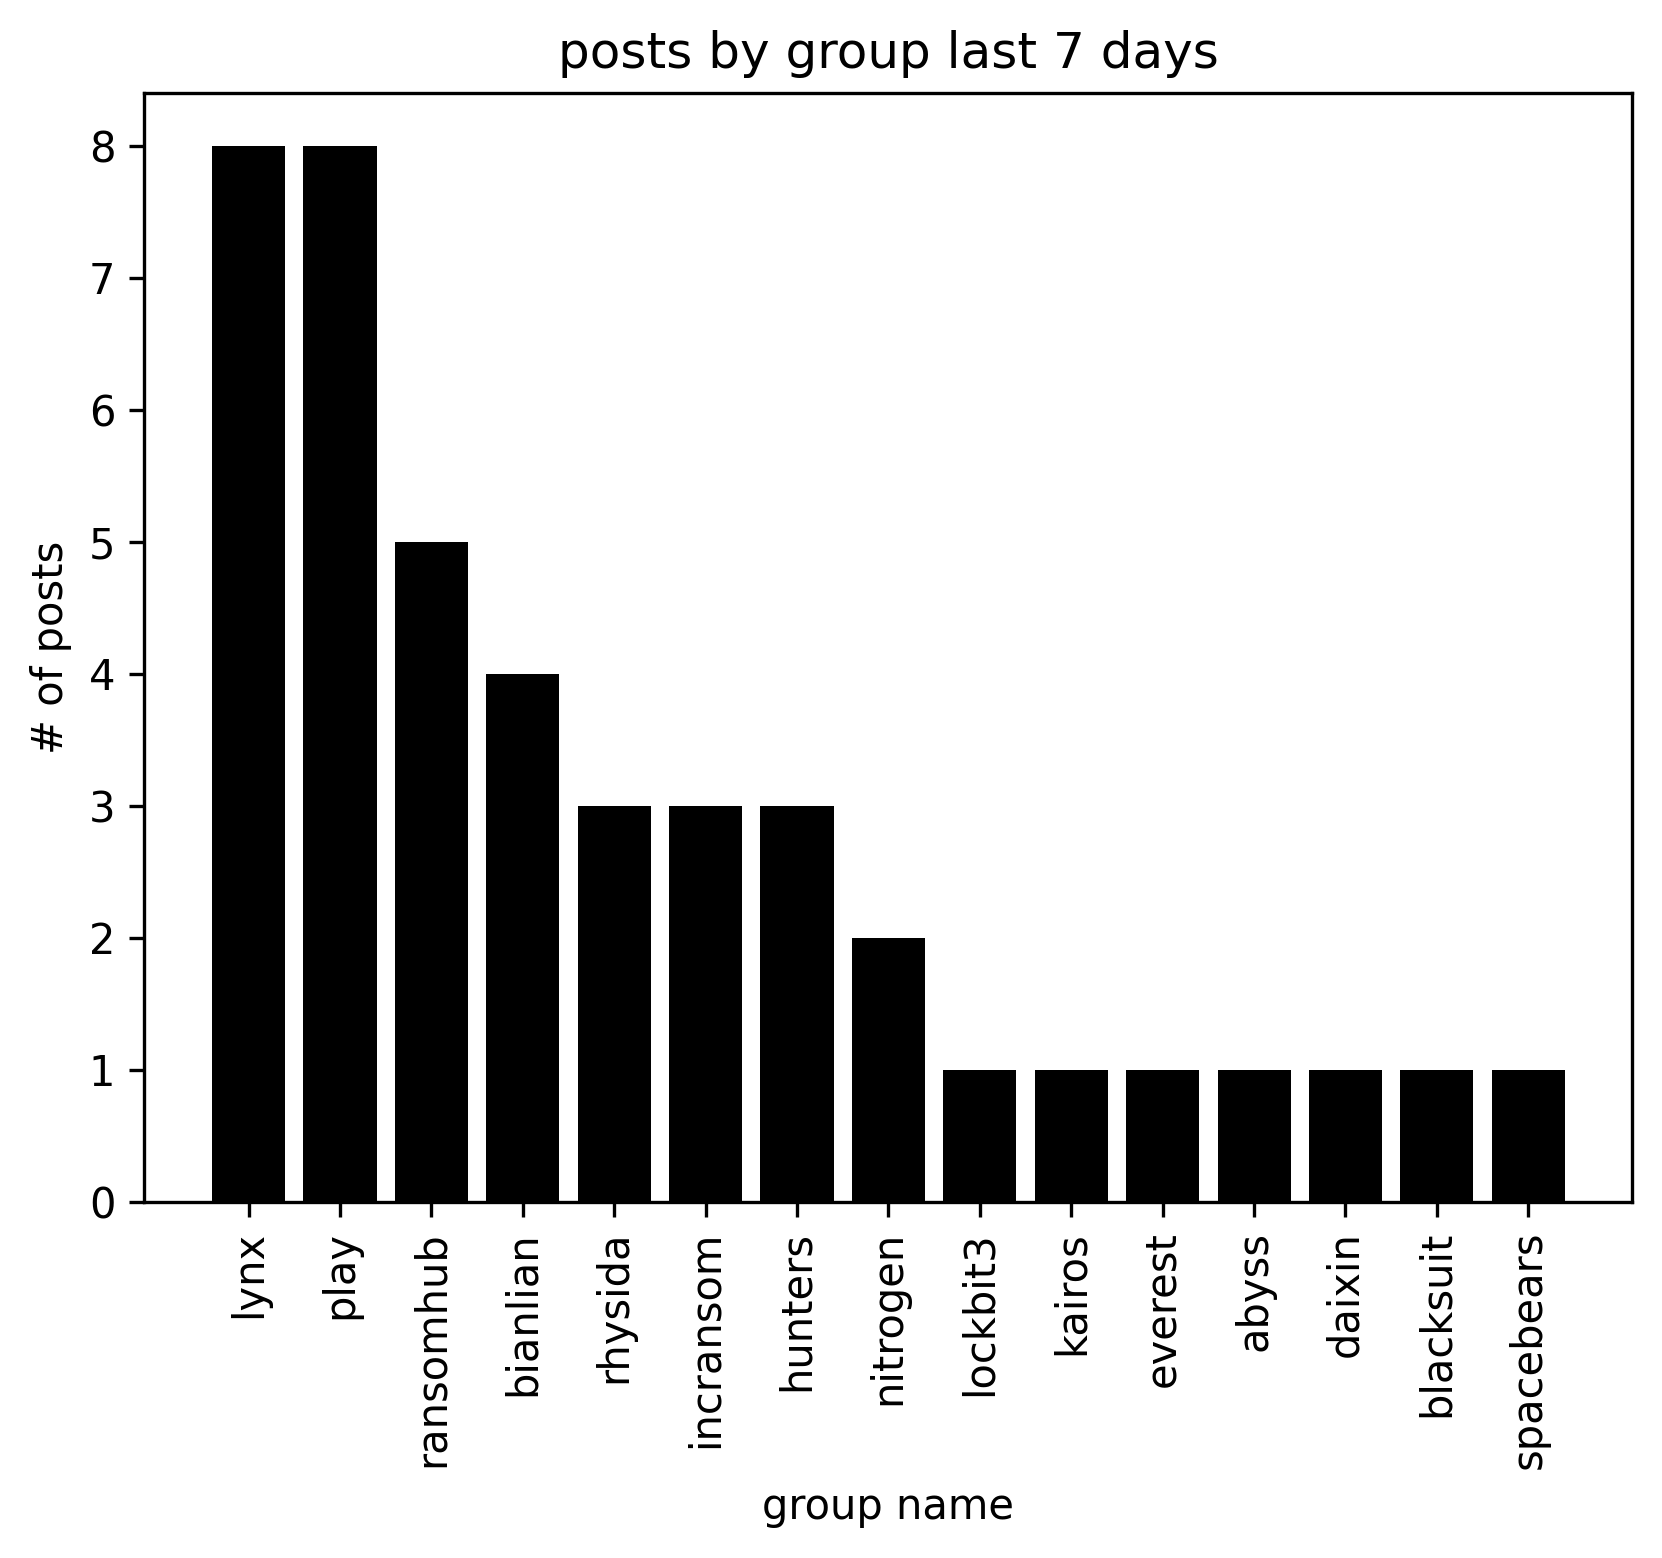 posts by group last 7 days
8
7
6
5
4
3
2
1
0
# of posts
lynx
play
ransomhub
bianlian
rhysida
incransom
hunters
nitrogen
lockbit3
kairos
everest
abyss
daixin
blacksuit
spacebears
group name